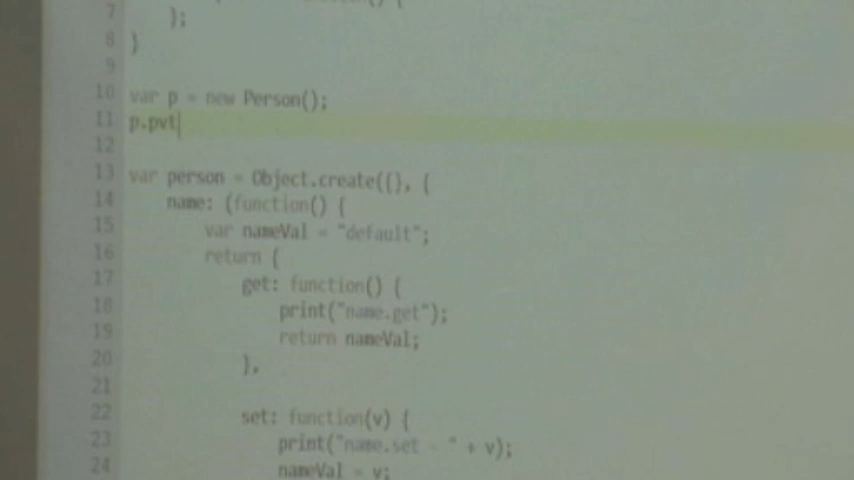 7 };
8 }
9
10 var p = new Person();
11 p.pvt
12
13 var person = Object.create({}, {
14 name: (function() {
15 var nameVal = "default";
16 return {
17 get: function() {
18 print("name.get");
19 return nameVal;
20 },
21
22 set: function(v) {
23 print("name.set - " + v);
24 nameVal = v;